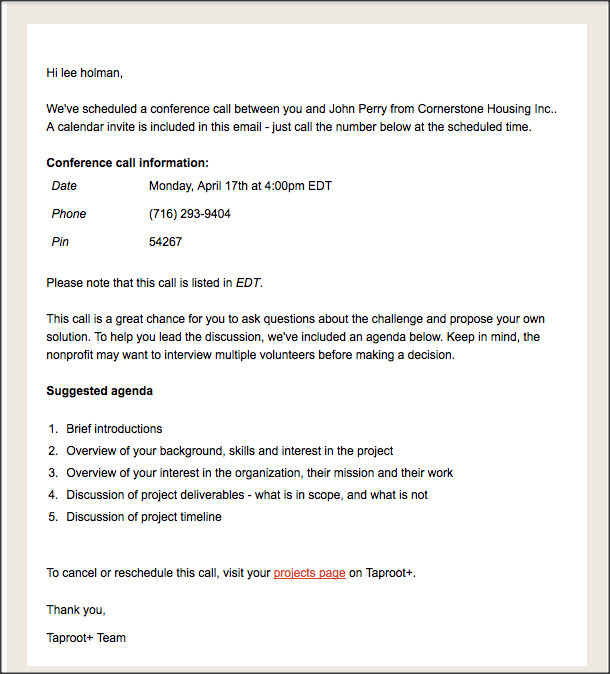 Hi lee holman,
We've scheduled a conference call between you and John Perry from Cornerstone Housing Inc..
A calendar invite is included in this email - just call the number below at the scheduled time.
Conference call information:
Date Monday, April 17th at 4:00pm EDT
Phone (716) 293-9404
Pin 54267
Please note that this call is listed in EDT.
This call is a great chance for you to ask questions about the challenge and propose your own
solution. To help you lead the discussion, we've included an agenda below. Keep in mind, the
nonprofit may want to interview multiple volunteers before making a decision.
Suggested agenda
1. Brief introductions
2. Overview of your background, skills and interest in the project
3. Overview of your interest in the organization, their mission and their work
4. Discussion of project deliverables - what is in scope, and what is not
5. Discussion of project timeline
To cancel or reschedule this call, visit your projects page on Taproot+.
Thank you,
Taproot+ Team